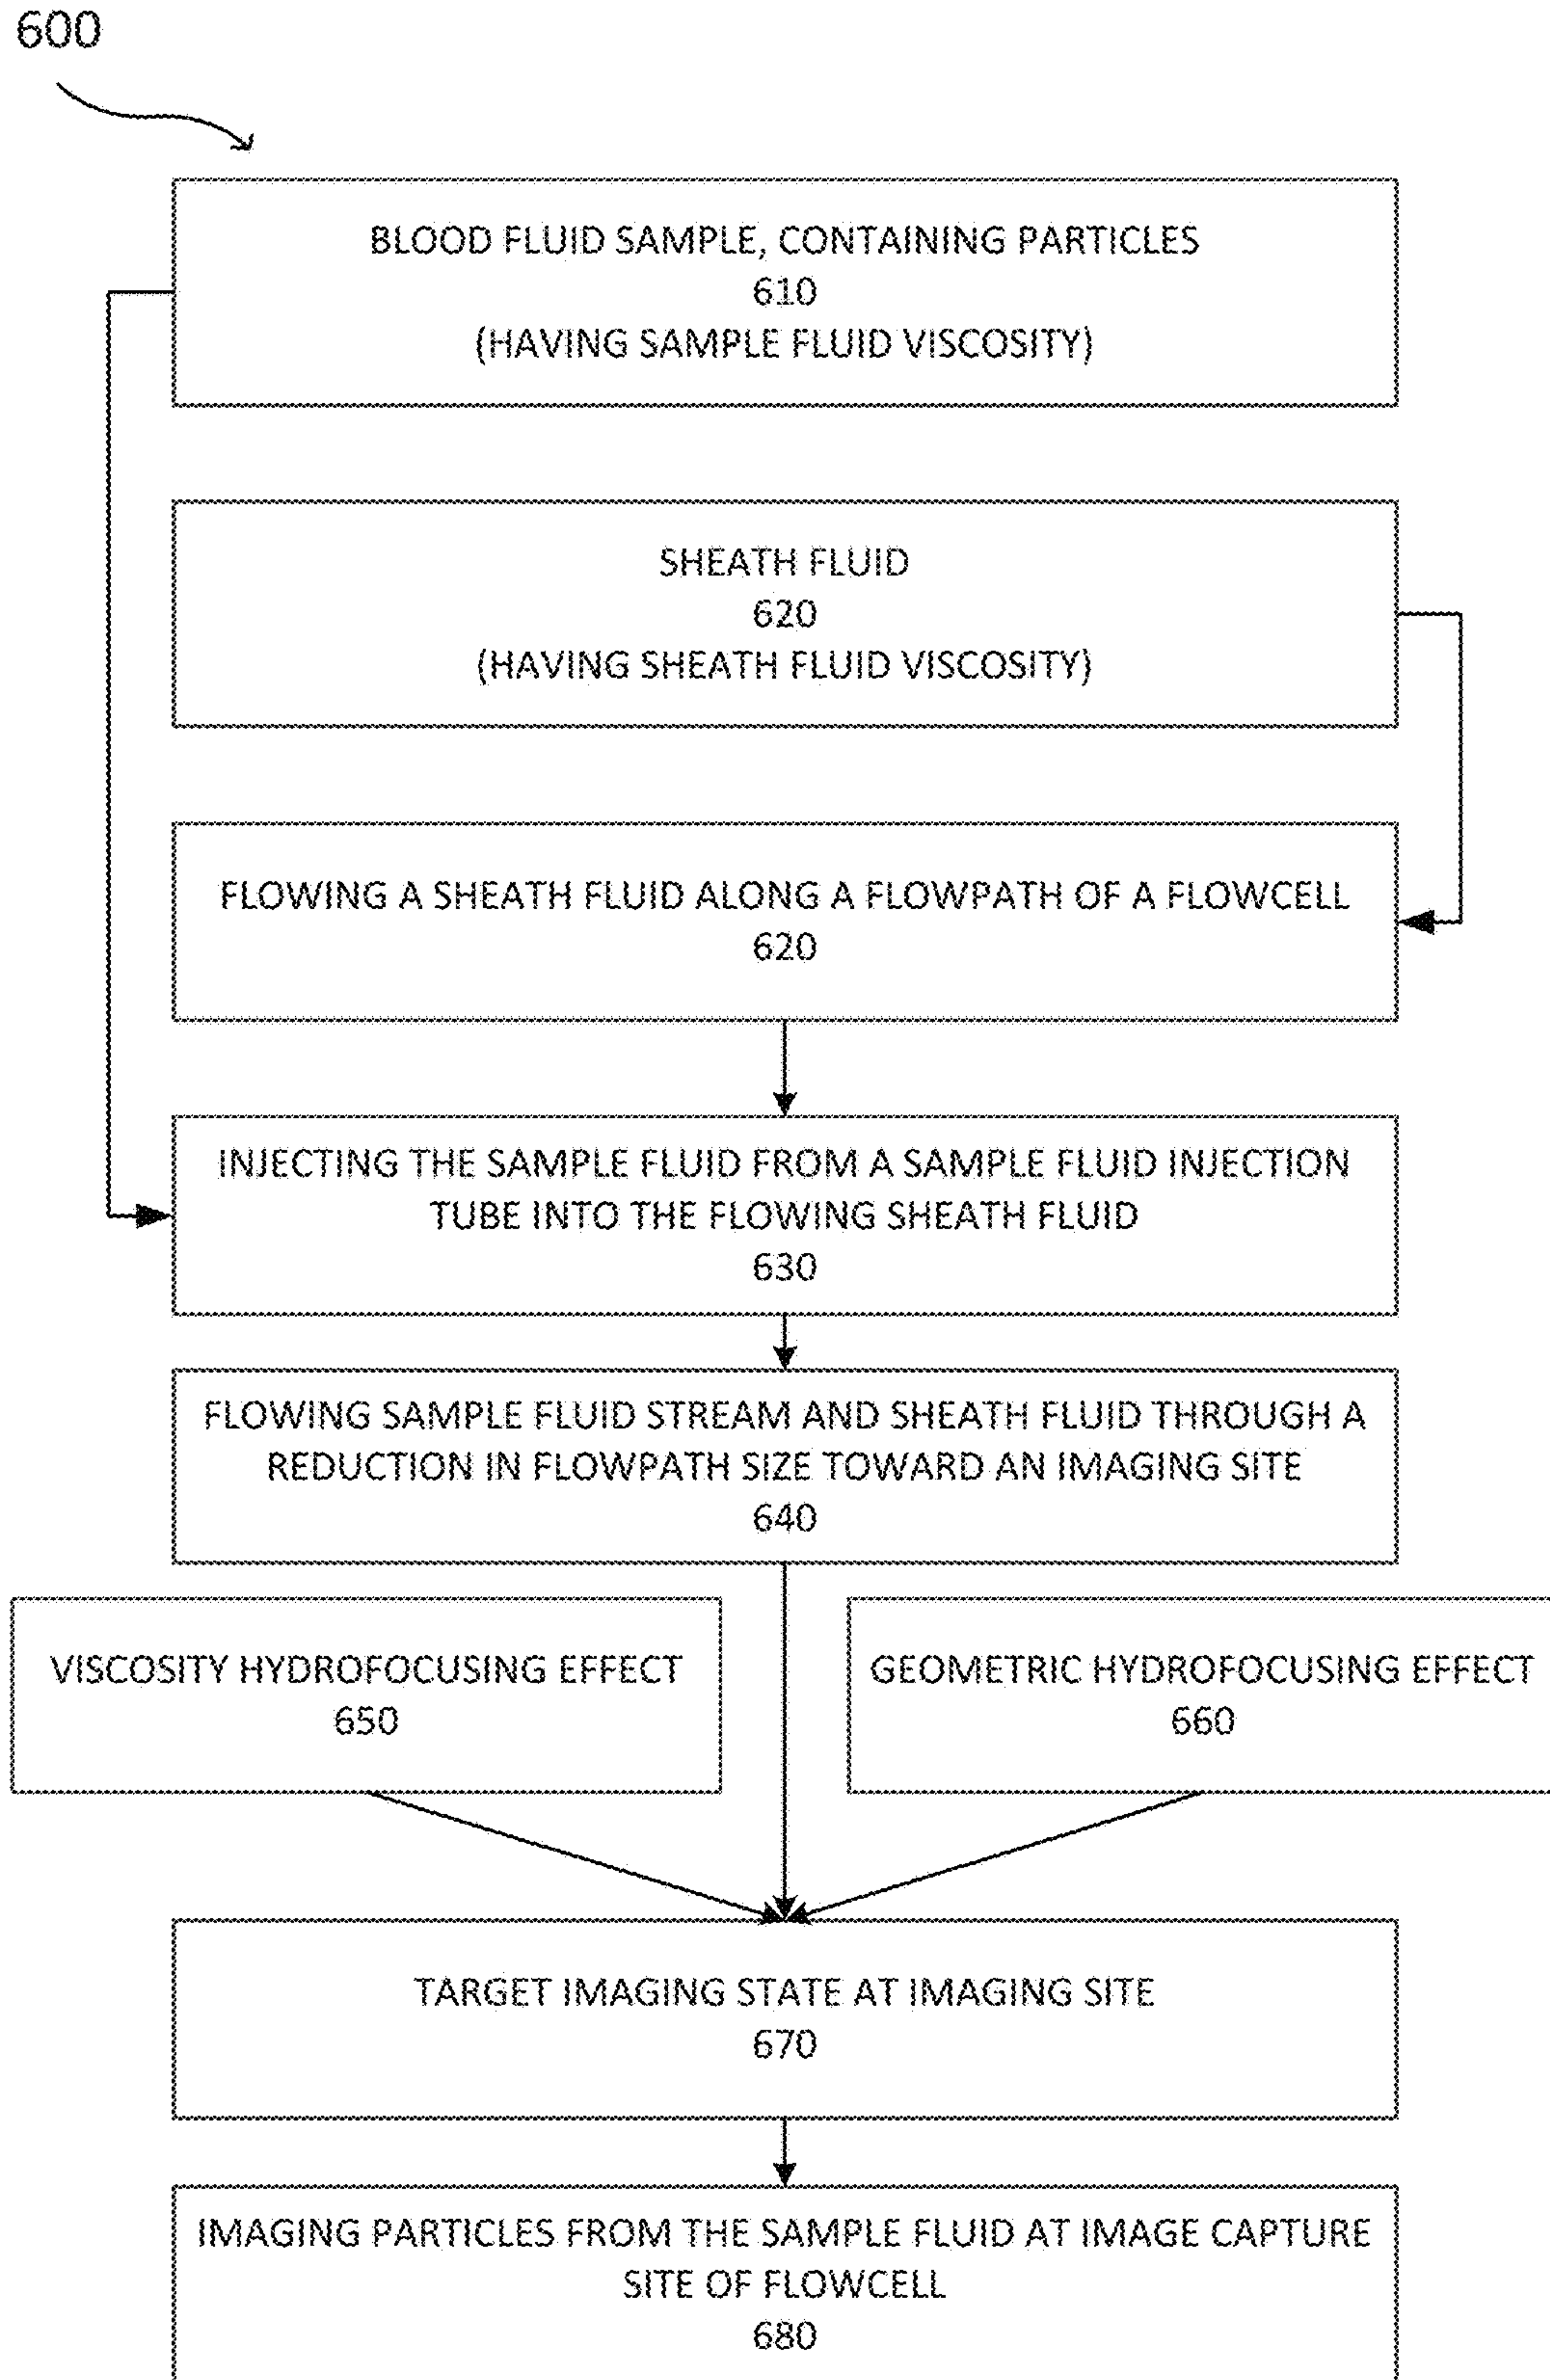 600
BLOOD FLUID SAMPLE, CONTAINING PARTICLES
610
(HAVING SAMPLE FLUID VISCOSITY)
SHEATH FLUID
620
(HAVING SHEATH FLUID VISCOSITY)
FLOWING A SHEATH FLUID ALONG A FLOWPATH OF A FLOWCELL
620
INJECTING THE SAMPLE FLUID FROM A SAMPLE FLUID INJECTION
TUBE INTO THE FLOWING SHEATH FLUID
630
FLOWING SAMPLE FLUID STREAM AND SHEATH FLUID THROUGH A
REDUCTION IN FLOWPATH SIZE TOWARD AN IMAGING SITE
640
VISCOSITY HYDROFOCUSING EFFECT
650
GEOMETRIC HYDROFOCUSING EFFECT
660
TARGET IMAGING STATE AT IMAGING SITE
670
IMAGING PARTICLES FROM THE SAMPLE FLUID AT IMAGE CAPTURE
SITE OF FLOWCELL
680